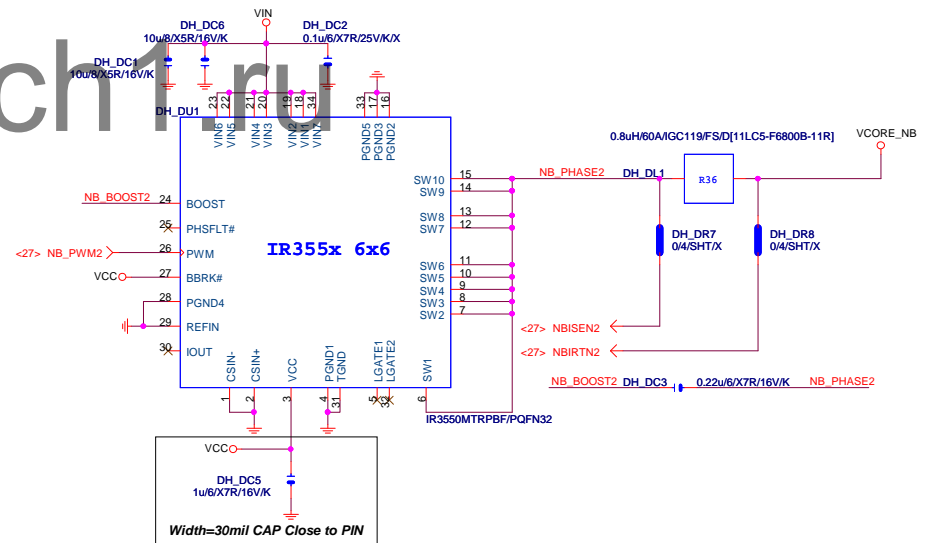 VIN
DH_DC6
10u/8/X5R/16V/K
DH_DC2
0.1u/6/X7R/25V/K/X
DH_DC1
10u/8/X5R/16V/K
ch1.ru
DH_DU1
23
22
21
20
19
18
34
33
17
16
VIN6
VIN5
VIN4
VIN3
VIN2
VIN1
VIN7
PGND5
PGND3
PGND2
0.8uH/60A/IGC119/FS/D[11LC5-F6800B-11R]
VCORE_NB
SW10
15
NB_PHASE2
DH_DL1
R36
SW9
14
NB_BOOST2
24
BOOST
SW8
13
25
PHSFLT#
SW7
12
DH_DR7
0/4/SHT/X
DH_DR8
0/4/SHT/X
<27> NB_PWM2
26
PWM
IR355x 6x6
VCC
27
BBRK#
SW6
11
SW5
10
28
PGND4
SW4
9
SW3
8
29
REFIN
SW2
7
<27> NBISEN2
30
IOUT
<27> NBIRTN2
CSIN-
CSIN+
VCC
PGND1
TGND
LGATE1
LGATE2
SW1
1
2
3
4
31
5
32
6
NB_BOOST2
DH_DC3
0.22u/6/X7R/16V/K
NB_PHASE2
IR3550MTRPBF/PQFN32
VCC
DH_DC5
1u/6/X7R/16V/K
Width=30mil CAP Close to PIN